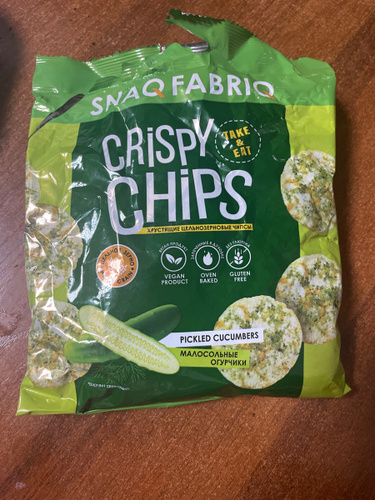 SNAQ FABRIQ
CRiSPY
CHiPS
TAKE
&
EAT
ХРУСТЯЩИЕ ЦЕЛЬНОЗЕРНОВЫЕ ЧИПСЫ
VEGAN
PRODUCT
OVEN
BAKED
GLUTEN
FREE
PICKLED CUCUMBERS
МАЛОСОЛЬНЫЕ
ОГУРЧИКИ